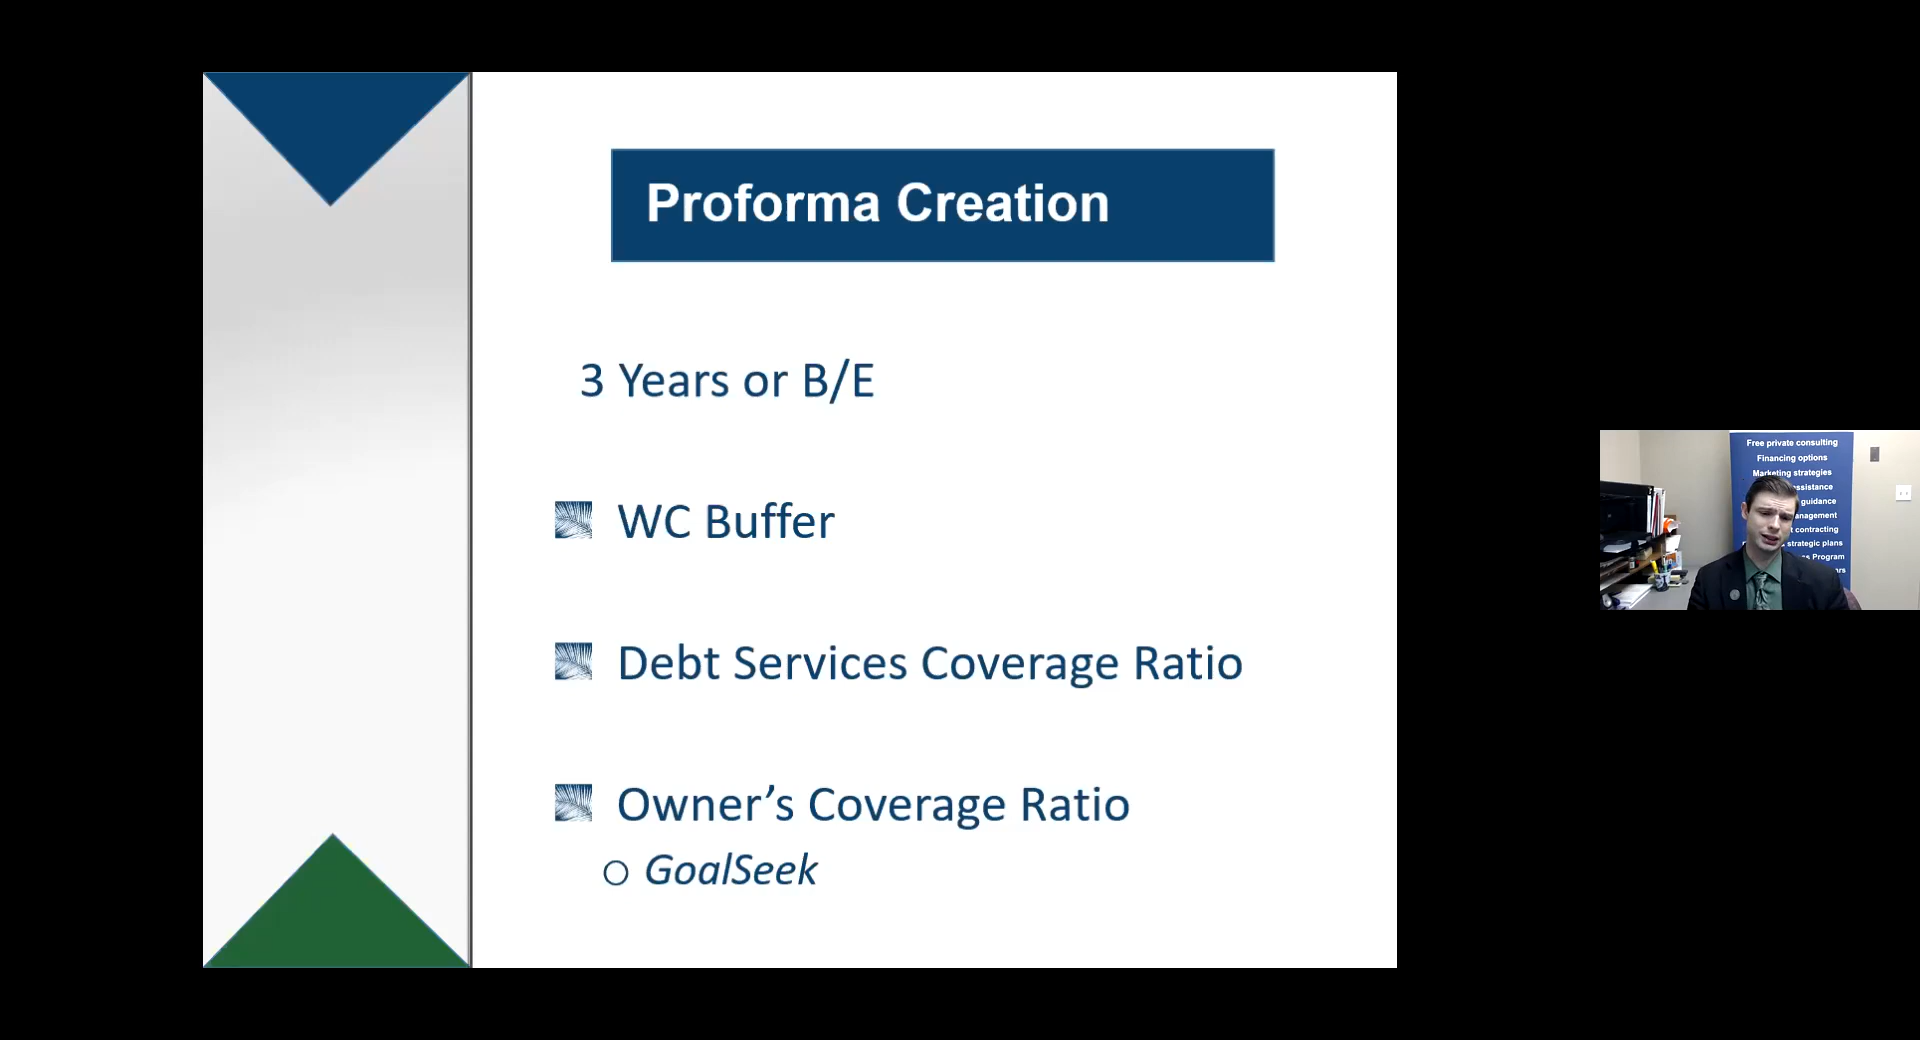 Proforma Creation
3 Years or B/E
WC Buffer
Debt Services Coverage Ratio
Owner’s Coverage Ratio
GoalSeek
Free private consulting
Financing options
Marketing strategies
guidance
contracting
strategic plans
Program